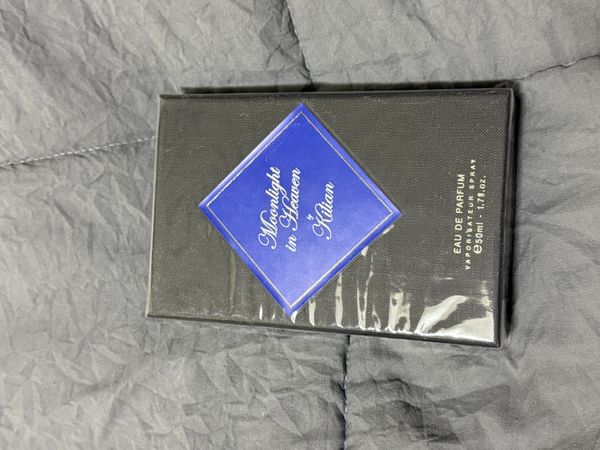 Moonlight
in Heaven
by
Kilian
EAU DE PARFUM
VAPORISATEUR SPRAY
℮50ml - 1.7fl.oz.